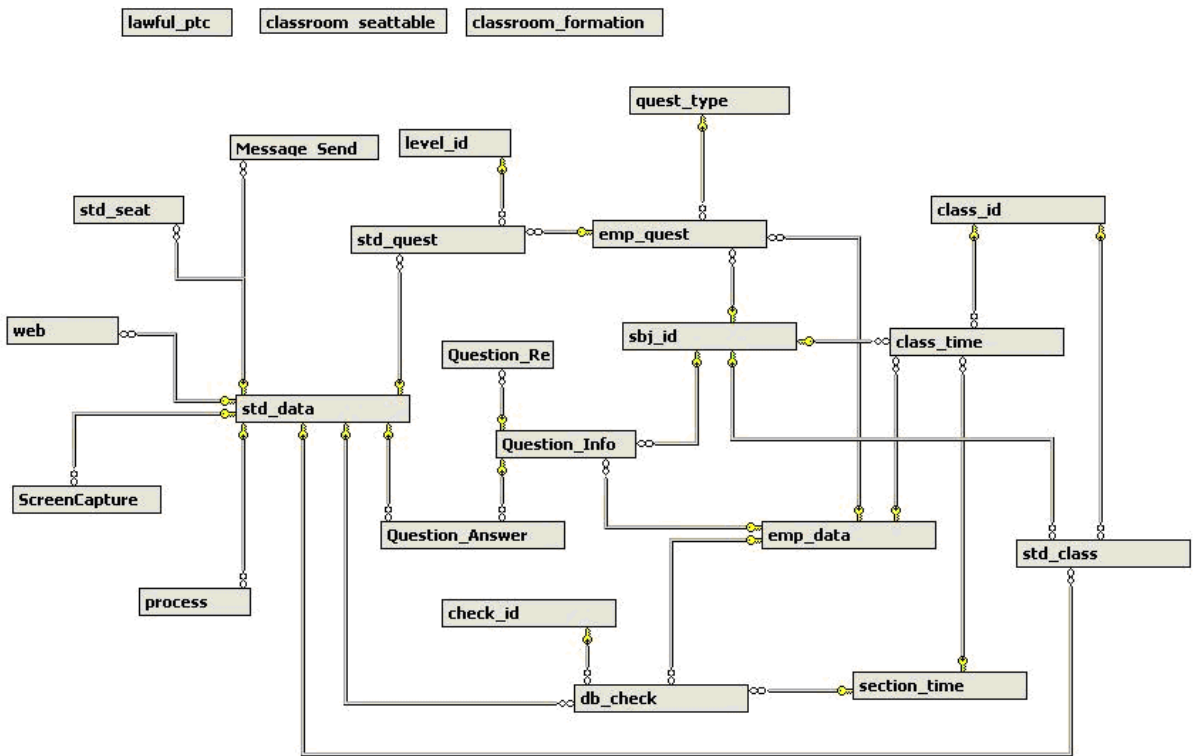 lawful_ptc
classroom_seattable
classroom_formation
quest_type
level_id
Message_Send
std_seat
class_id
std_quest
emp_quest
web
sbj_id
class_time
Question_Re
std_data
Question_Info
ScreenCapture
Question_Answer
emp_data
std_class
process
check_id
db_check
section_time